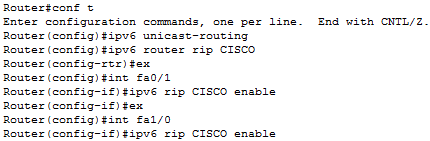 Router#conf t
Enter configuration commands, one per line.  End with CNTL/Z.
Router(config)#ipv6 unicast-routing
Router(config)#ipv6 router rip CISCO
Router(config-rtr)#ex
Router(config)#int fa0/1
Router(config-if)#ipv6 rip CISCO enable
Router(config-if)#ex
Router(config)#int fa1/0
Router(config-if)#ipv6 rip CISCO enable